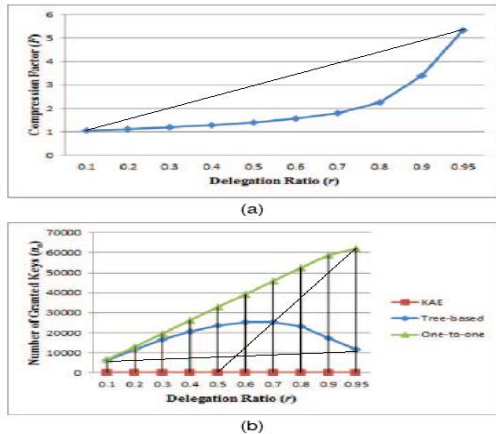 6
5
4
3
2
1
0
Compression Factor (F)
0.1 0.2 0.3 0.4 0.5 0.6 0.7 0.8 0.9 0.95
Delegation Ratio (r)
(a)
70000
60000
50000
40000
30000
20000
10000
0
Number of Granted Keys (nₐ)
0.1 0.2 0.3 0.4 0.5 0.6 0.7 0.8 0.9 0.95
Delegation Ratio (r)
KAE
Tree-based
One-to-one
(b)